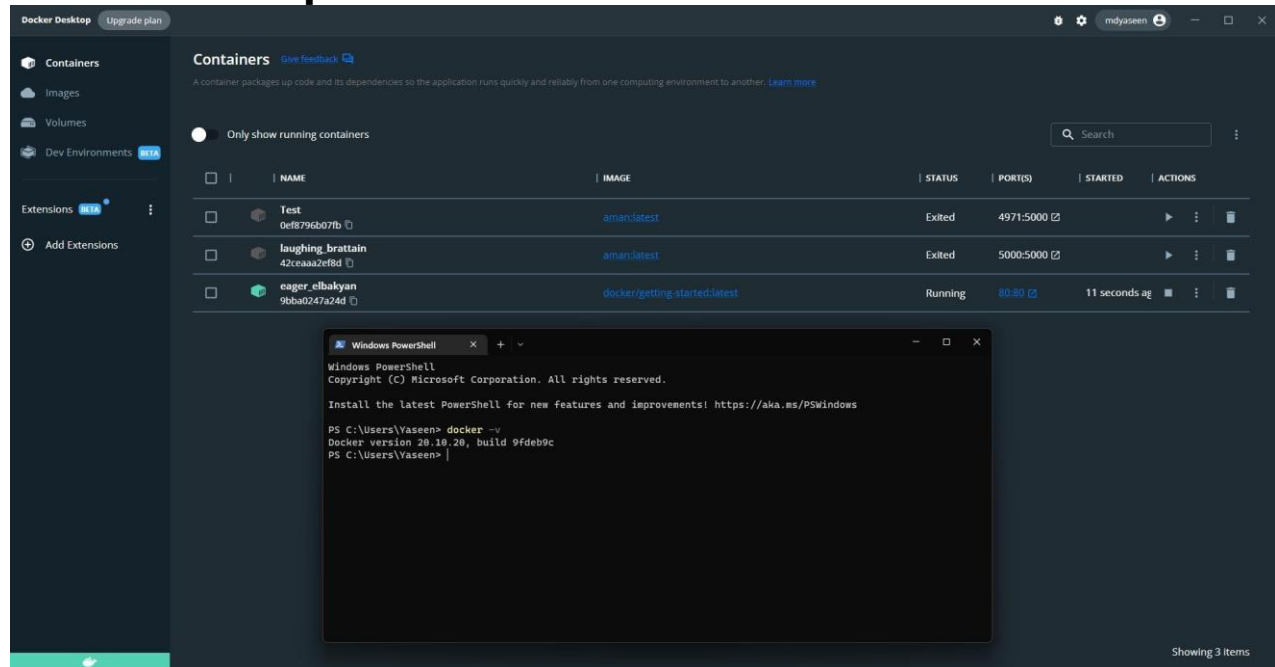 Docker Desktop Upgrade plan
mdyaseen
Containers
Images
Volumes
Dev Environments BETA
Extensions BETA
Add Extensions
Containers Give feedback
A container packages up code and its dependencies so the application runs quickly and reliably from one computing environment to another. Learn more
Only show running containers
Search
NAME IMAGE STATUS PORT(S) STARTED ACTIONS
Test aman:latest Exited 4971:5000
0ef8796b07fb
laughing_brattain aman:latest Exited 5000:5000
42ceaaa2ef8d
eager_elbakyan docker/getting-started:latest Running 80:80 11 seconds ag
9bba0247a24d
Windows PowerShell
Windows PowerShell
Copyright (C) Microsoft Corporation. All rights reserved.
Install the latest PowerShell for new features and improvements! https://aka.ms/PSWindows
PS C:\Users\Yaseen> docker -v
Docker version 20.10.20, build 9fdeb9c
PS C:\Users\Yaseen>
Showing 3 items